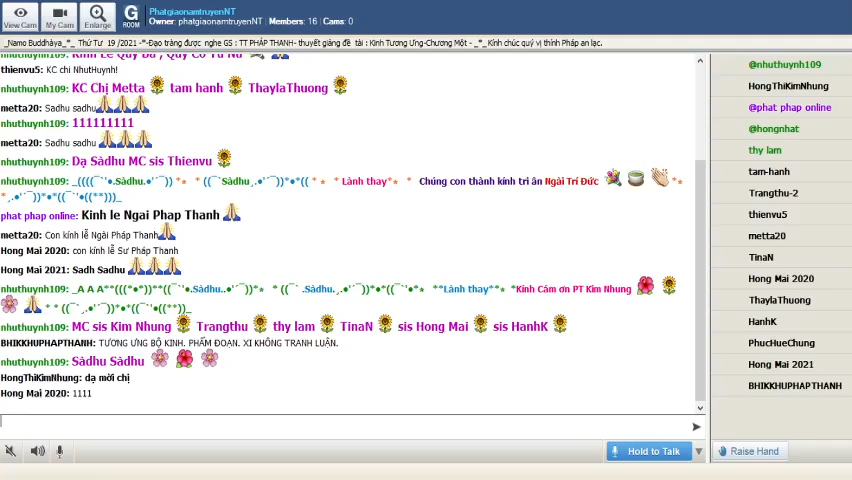 View Cam
My Cam
Enlarge
G
ROOM
PhatgiaonamtruyenNT
Owner: phatgiaonamtruyenNT | Members: 16 | Cams: 0
_Namo Buddhàya_*_ Thứ Tư 19 /2021 -*-Đạo tràng được nghe GS : TT PHÁP THANH- thuyết giảng đề tài : Kinh Tương Ưng-Chương Một - _*_ Kính chúc quý vị thính Pháp an lạc.
thienvu5: KC chi NhutHuynh!
nhuthuynh109: KC Chị Metta tam hanh ThaylaThuong
metta20: Sadhu sadhu
nhuthuynh109: 111111111
metta20: Sadhu sadhu
nhuthuynh109: Dạ Sàdhu MC sis Thienvu
nhuthuynh109: _((((¯`'•.Sàdhu.•'´¯)) *⋆ * ((¯`Sàdhu¸.•'´¯))*•*(( * ⋆ * Lành thay*⋆ * Chúng con thành kính tri ân Ngài Trí Đức *⋆
* ¸.•'´¯))*•*((¯`'•((**)))_
phat phap online: Kinh le Ngai Phap Thanh
metta20: Con kính lễ Ngài Pháp Thanh
Hong Mai 2020: con kính lễ Sư Pháp Thanh
Hong Mai 2021: Sadh Sadhu
nhuthuynh109: _A A A**(((*•*))**((¯`'•.Sàdhu..•'´¯))*⋆ * ((¯` .Sàdhu.¸.•'´¯))*•*((¯`'•*⋆ **Lành thay**⋆ *Kính Cám ơn PT Kim Nhung
* * ((¯`¸.•'´¯))*•*((¯`'•((**))_
nhuthuynh109: MC sis Kim Nhung Trangthu thy lam TinaN sis Hong Mai sis HanhK
BHIKKHUPHAPTHANH: TƯƠNG ƯNG BỘ KINH. PHẨM ĐOẠN. XI KHÔNG TRANH LUẬN.
nhuthuynh109: Sàdhu Sàdhu
HongThiKimNhung: dạ mời chị
Hong Mai 2020: 1111
@nhuthuynh109
HongThiKimNhung
@phat phap online
@hongnhat
thy lam
tam-hanh
Trangthu-2
thienvu5
metta20
TinaN
Hong Mai 2020
ThaylaThuong
HanhK
PhucHueChung
Hong Mai 2021
BHIKKHUPHAPTHANH
Hold to Talk
Raise Hand